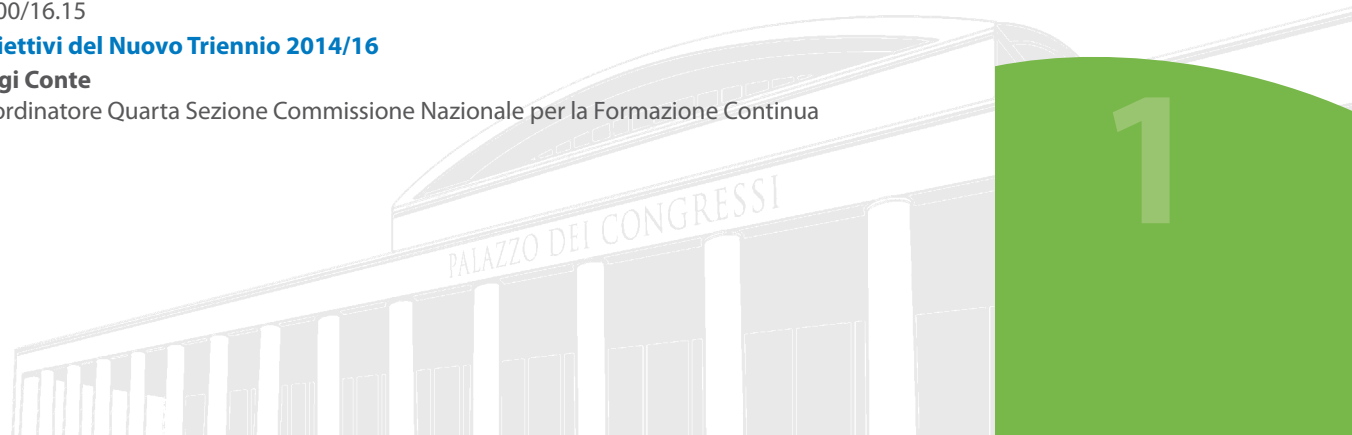 00/16.15
iettivi del Nuovo Triennio 2014/16
gi Conte
ordinatore Quarta Sezione Commissione Nazionale per la Formazione Continua
PALAZZO DEI CONGRESSI
1